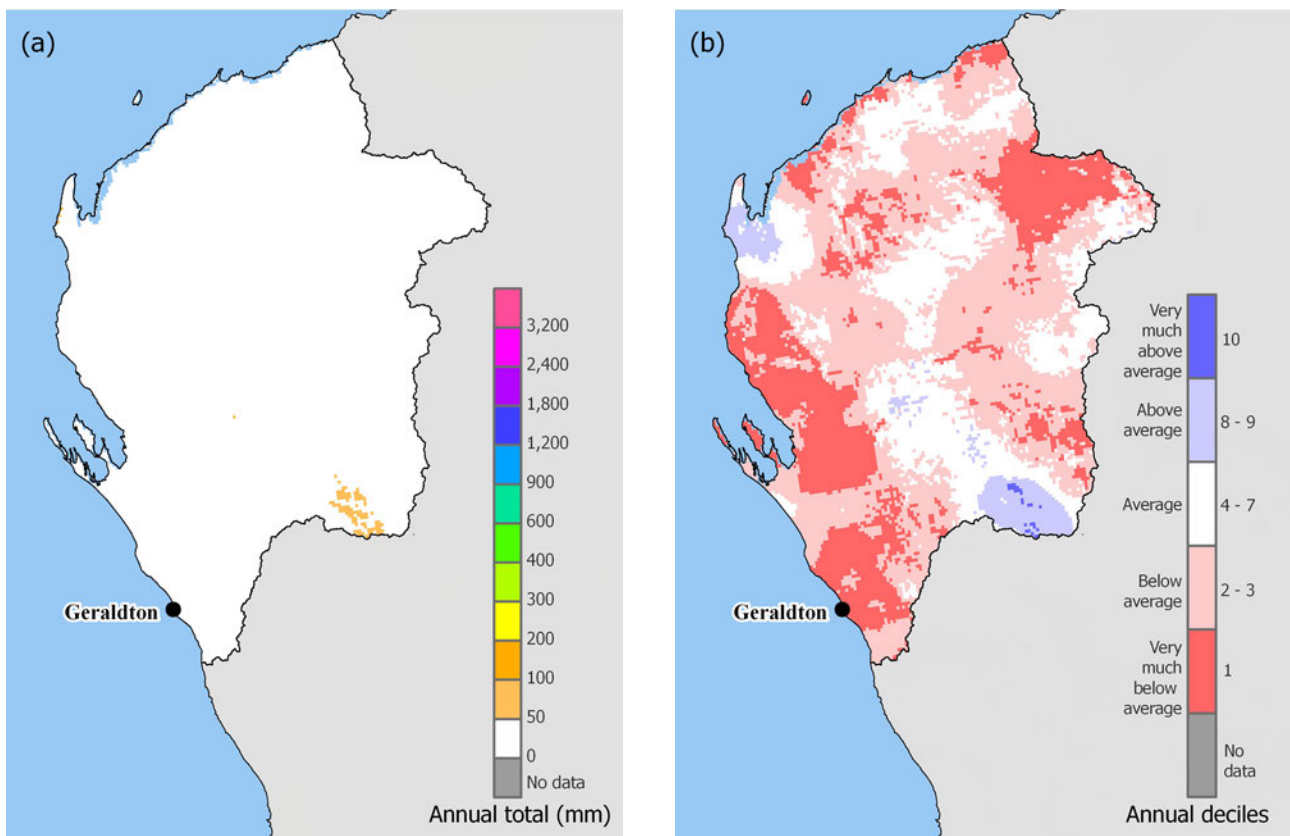 (a)
Geraldton
3,200
2,400
1,800
1,200
900
600
400
300
200
100
50
0
No data
Annual total (mm)
(b)
Geraldton
Very
much
above
average
10
Above
average
8 - 9
Average
4 - 7
Below
average
2 - 3
Very
much
below
average
1
No
data
Annual deciles